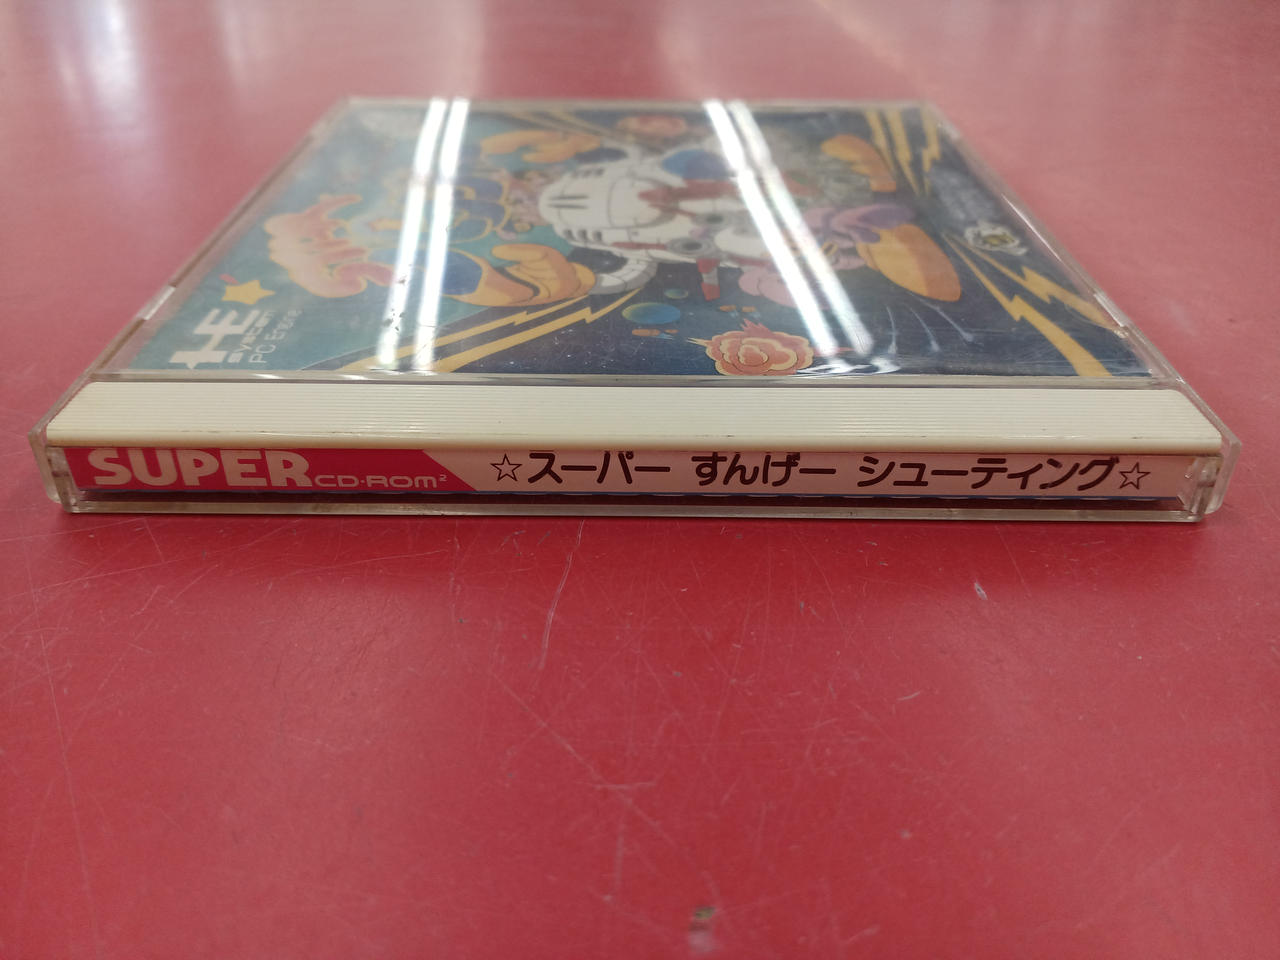 HE
SYSTEM
PC Engine
SUPER CD-ROM²
☆スーパー すんげー シューティング☆